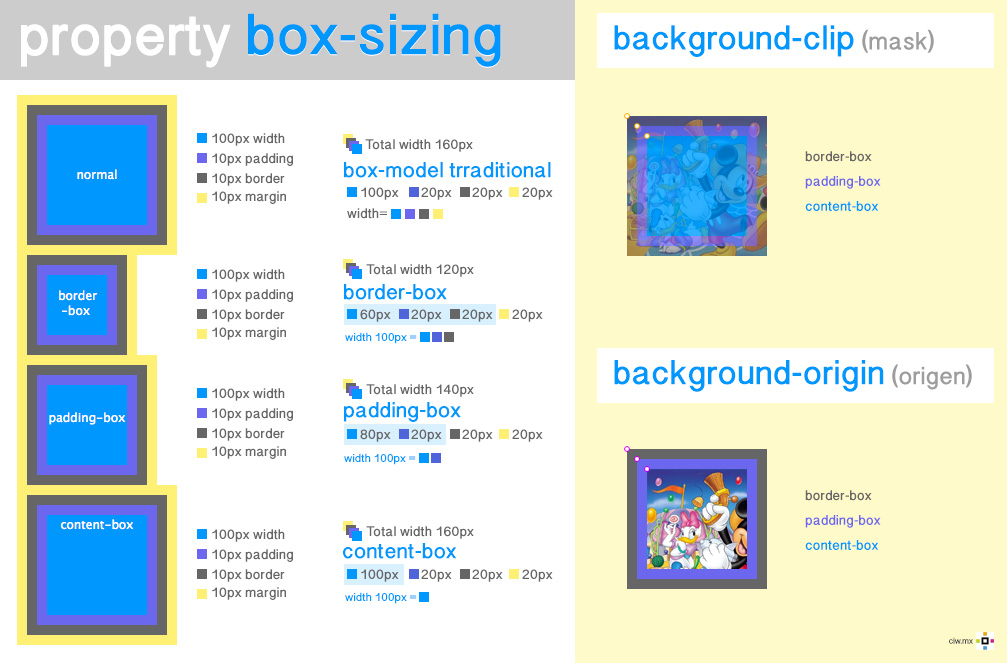 property box-sizing
normal
100px width
10px padding
10px border
10px margin
Total width 160px
box-model trraditional
100px 20px 20px 20px
width=
border
-box
100px width
10px padding
10px border
10px margin
Total width 120px
border-box
60px 20px 20px 20px
width 100px =
padding-box
100px width
10px padding
10px border
10px margin
Total width 140px
padding-box
80px 20px 20px 20px
width 100px =
content-box
100px width
10px padding
10px border
10px margin
Total width 160px
content-box
100px 20px 20px 20px
width 100px =
background-clip (mask)
border-box
padding-box
content-box
background-origin (origen)
border-box
padding-box
content-box
ciw.mx